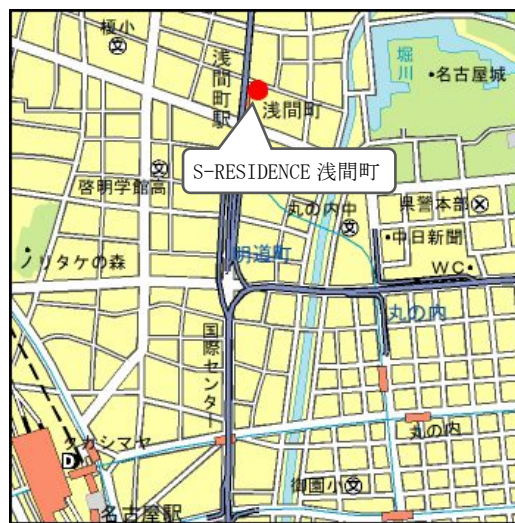 榎小
浅間町駅
堀川
名古屋城
浅間町
S-RESIDENCE 浅間町
啓明学館高
丸の内中
県警本部
中日新聞
ノリタケの森
明道町
WC
丸の内
国際センター
タカシマヤ
D
丸の内
御園小
名古屋駅